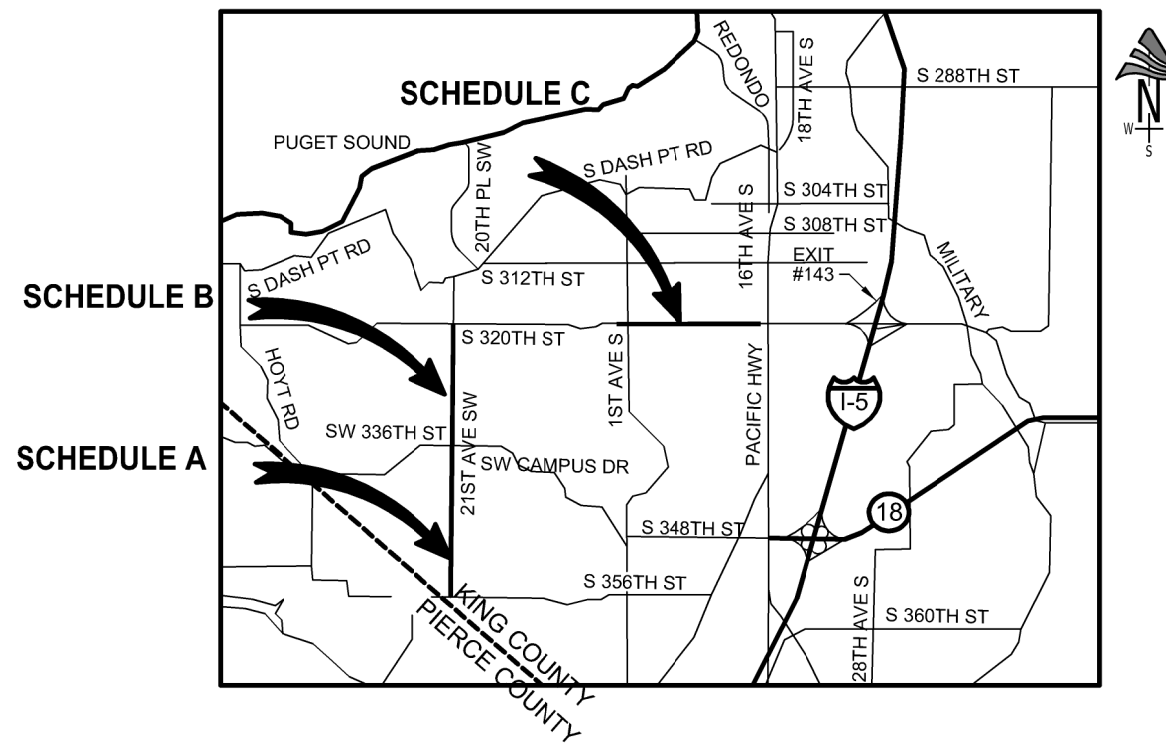 REDONDO
18TH AVE S
S 288TH ST
N
W
S
SCHEDULE C
PUGET SOUND
20TH PL SW
S DASH PT RD
S 304TH ST
16TH AVE S
S 308TH ST
EXIT
#143
MILITARY
S DASH PT RD
S 312TH ST
SCHEDULE B
S 320TH ST
HOYT RD
1ST AVE S
PACIFIC HWY
I-5
SW 336TH ST
21ST AVE SW
SW CAMPUS DR
SCHEDULE A
18
S 348TH ST
S 356TH ST
28TH AVE S
S 360TH ST
KING COUNTY
PIERCE COUNTY